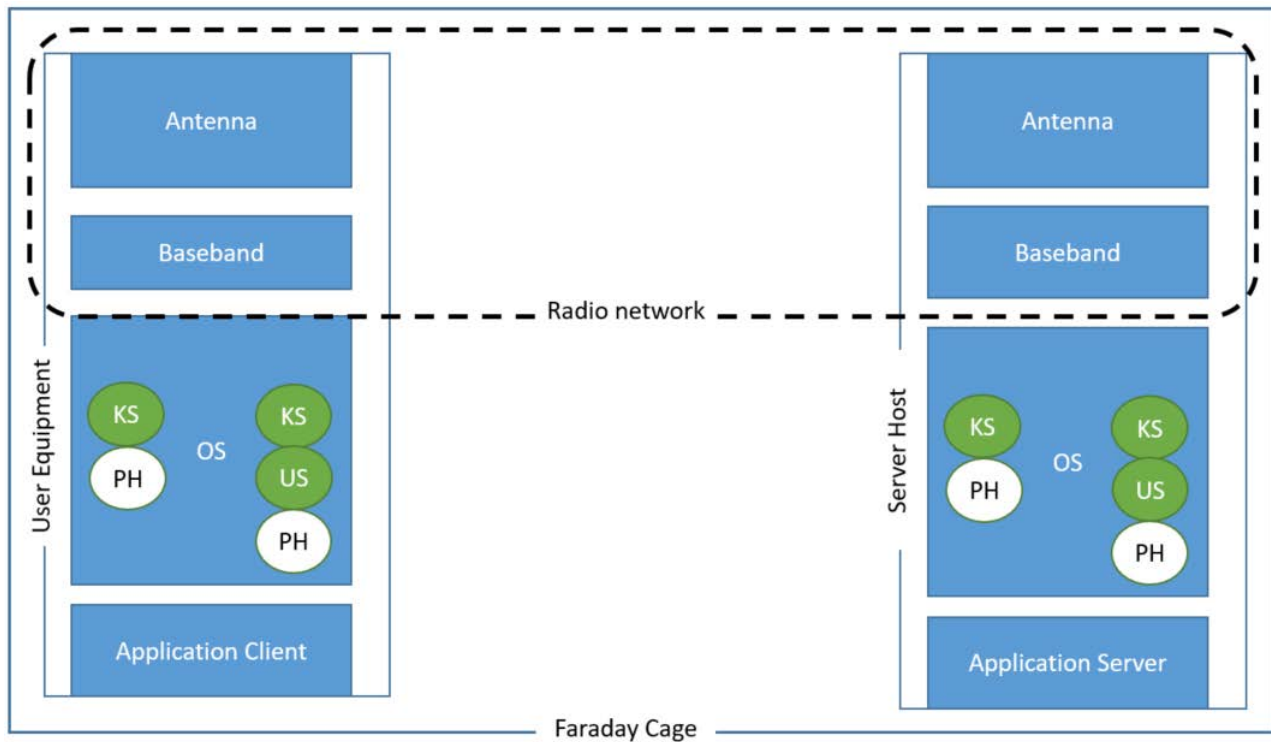 Antenna
Antenna
Baseband
Baseband
Radio network
User Equipment
Server Host
KS
KS
OS
PH
US
PH
KS
KS
OS
PH
US
PH
Application Client
Application Server
Faraday Cage